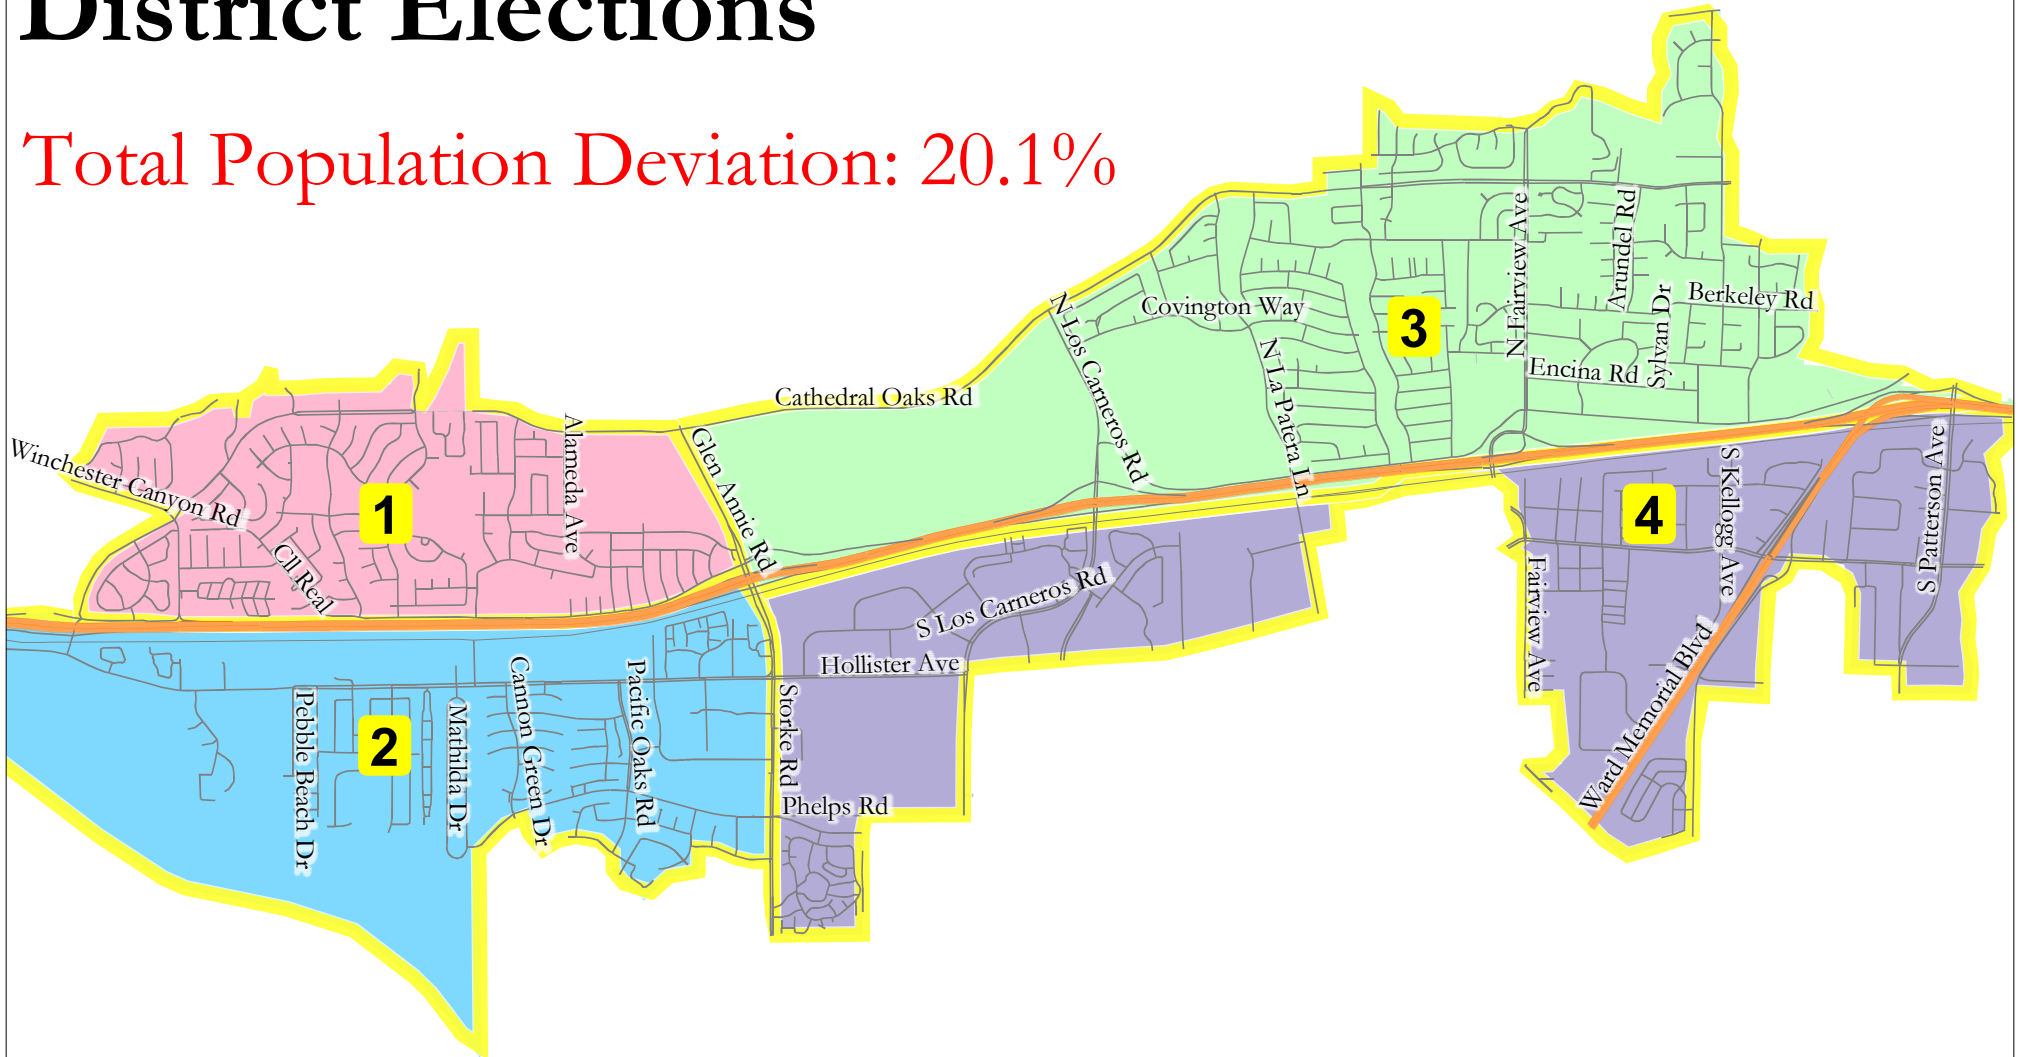 District Elections
Total Population Deviation: 20.1%
Cathedral Oaks Rd
Covington Way
N Los Carneros Rd
N La Patera Ln
3
N Fairview Ave
Arundel Rd
Sylvan Dr
Berkeley Rd
Encina Rd
Winchester Canyon Rd
1
Cll Real
Alameda Ave
Glen Annie Rd
4
S Kellogg Ave
S Patterson Ave
Fairview Ave
Ward Memorial Blvd
S Los Carneros Rd
Hollister Ave
Storke Rd
Phelps Rd
Pebble Beach Dr
2
Mathilda Dr
Cannon Green Dr
Pacific Oaks Rd